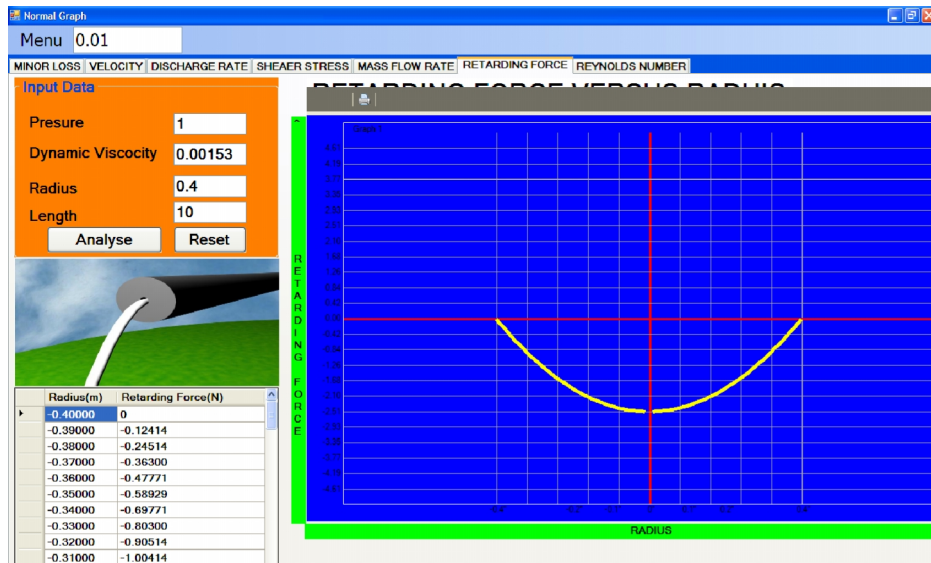 Normal Graph
Menu 0.01
MINOR LOSS VELOCITY DISCHARGE RATE SHEAER STRESS MASS FLOW RATE RETARDING FORCE REYNOLDS NUMBER
Input Data
RETARDING FORCE VERSUS RADIUS
Presure 1
Dynamic Viscocity 0.00153
Radius 0.4
Length 10
Analyse Reset
Graph 1
RETARDING FORCE
Radius(m) Retarding Force(N)
-0.40000 0
-0.39000 -0.12414
-0.38000 -0.24514
-0.37000 -0.36300
-0.36000 -0.47771
-0.35000 -0.58929
-0.34000 -0.69771
-0.33000 -0.80300
-0.32000 -0.90514
-0.31000 -1.00414
RADIUS